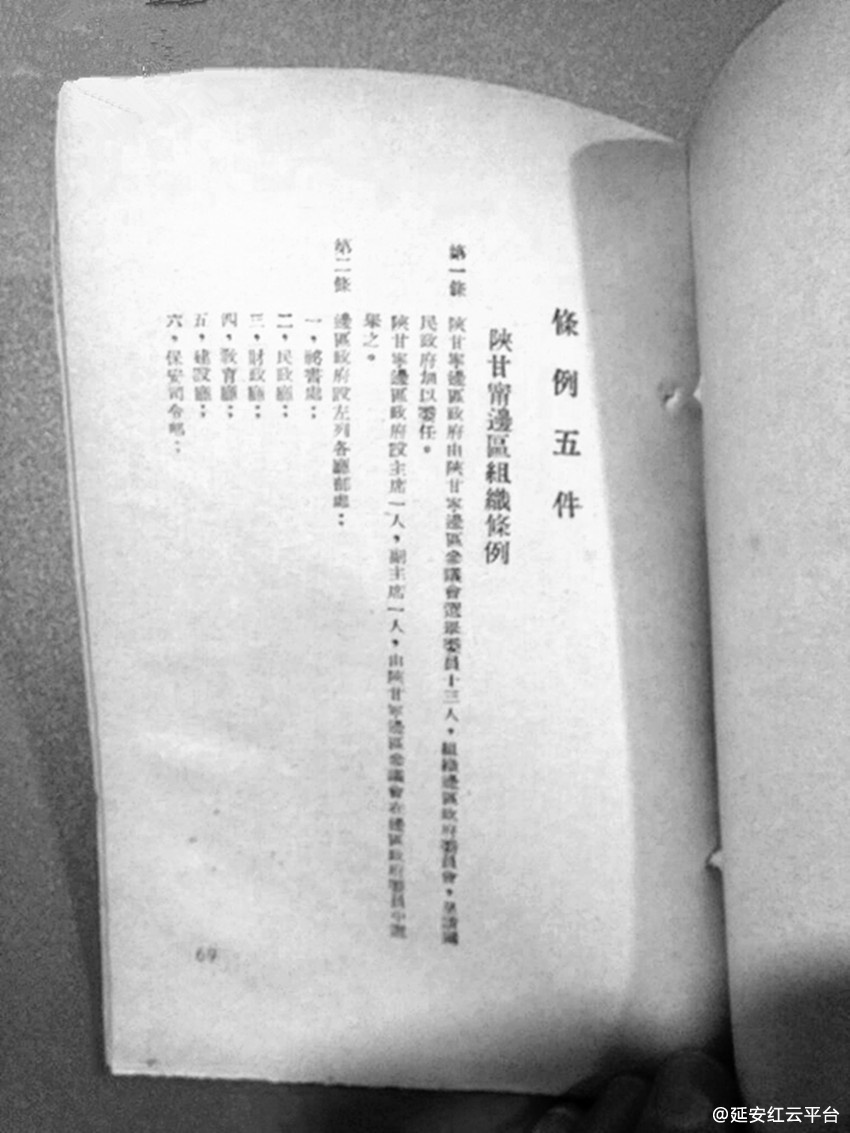 條例五件
陝甘甯邊區組織條例
第一條 陝甘寧邊區政府由陝甘寧邊區參議會選舉委員十三人，組織邊區政府委員會，呈請國
民政府加以委任。
陝甘寧邊區政府設主席一人，副主席一人，由陝甘寧邊區參議會在邊區政府委員中選
舉之。
第二條 邊區政府設左列各廳部處：
一，祕書處；
二，民政廳；
三，財政廳；
四，教育廳；
五，建設廳；
六，保安司令部；
69
@延安红云平台